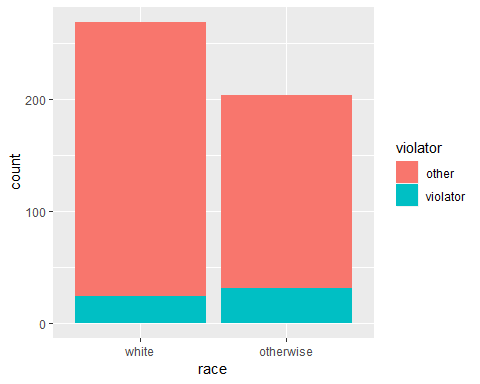 200
100
0
count
white
otherwise
race
violator
other
violator